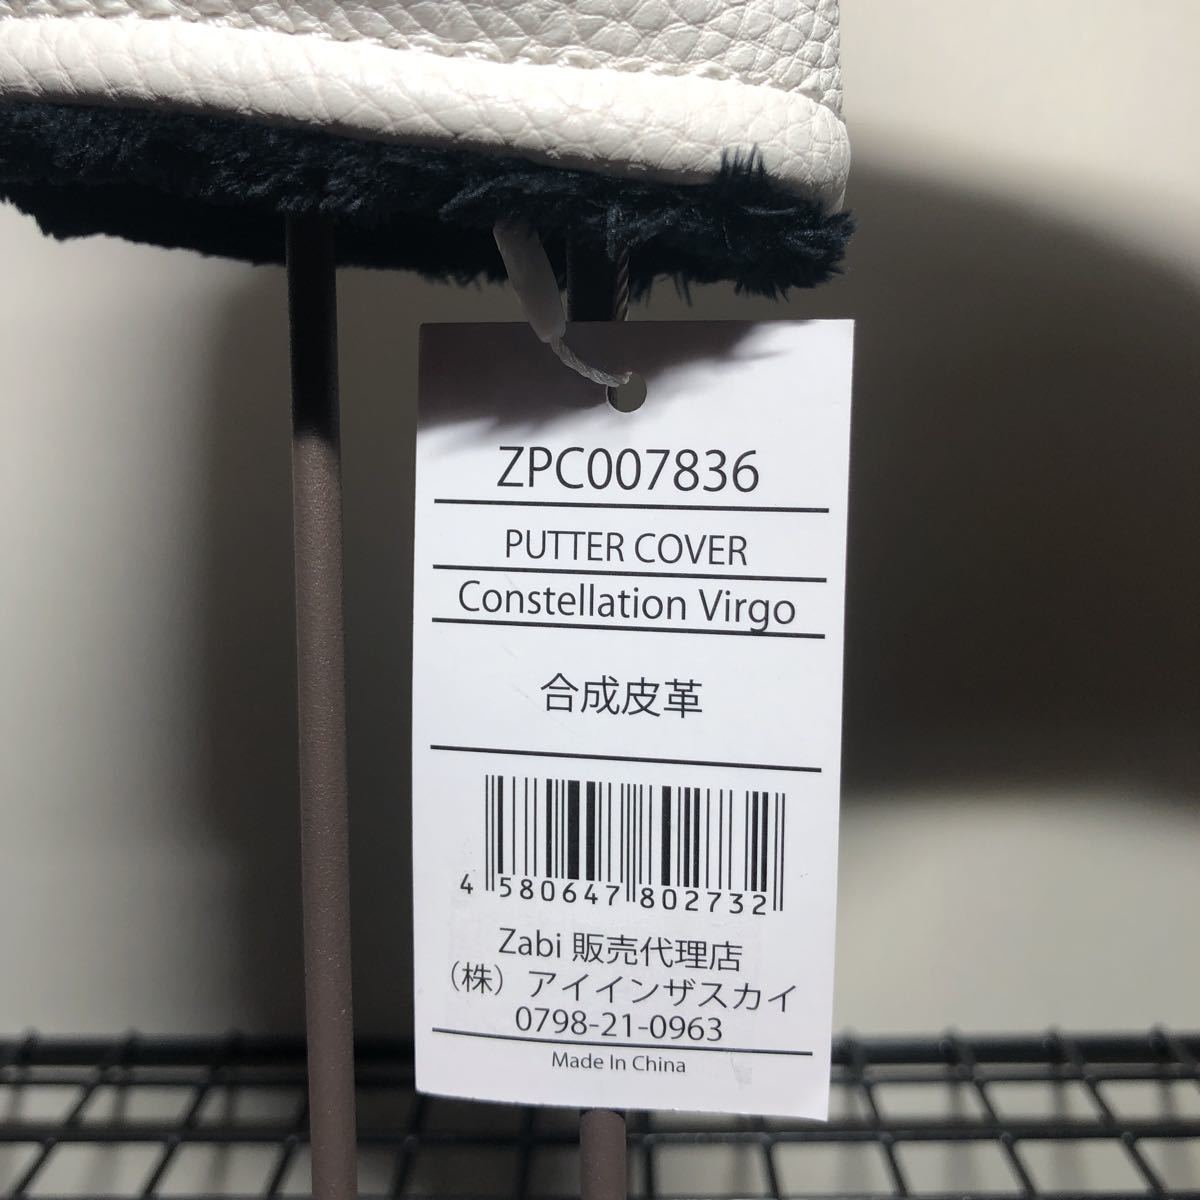 ZPC007836
PUTTER COVER
Constellation Virgo
合成皮革
4 580647 802732
Zabi 販売代理店
（株）アイインザスカイ
0798-21-0963
Made In China